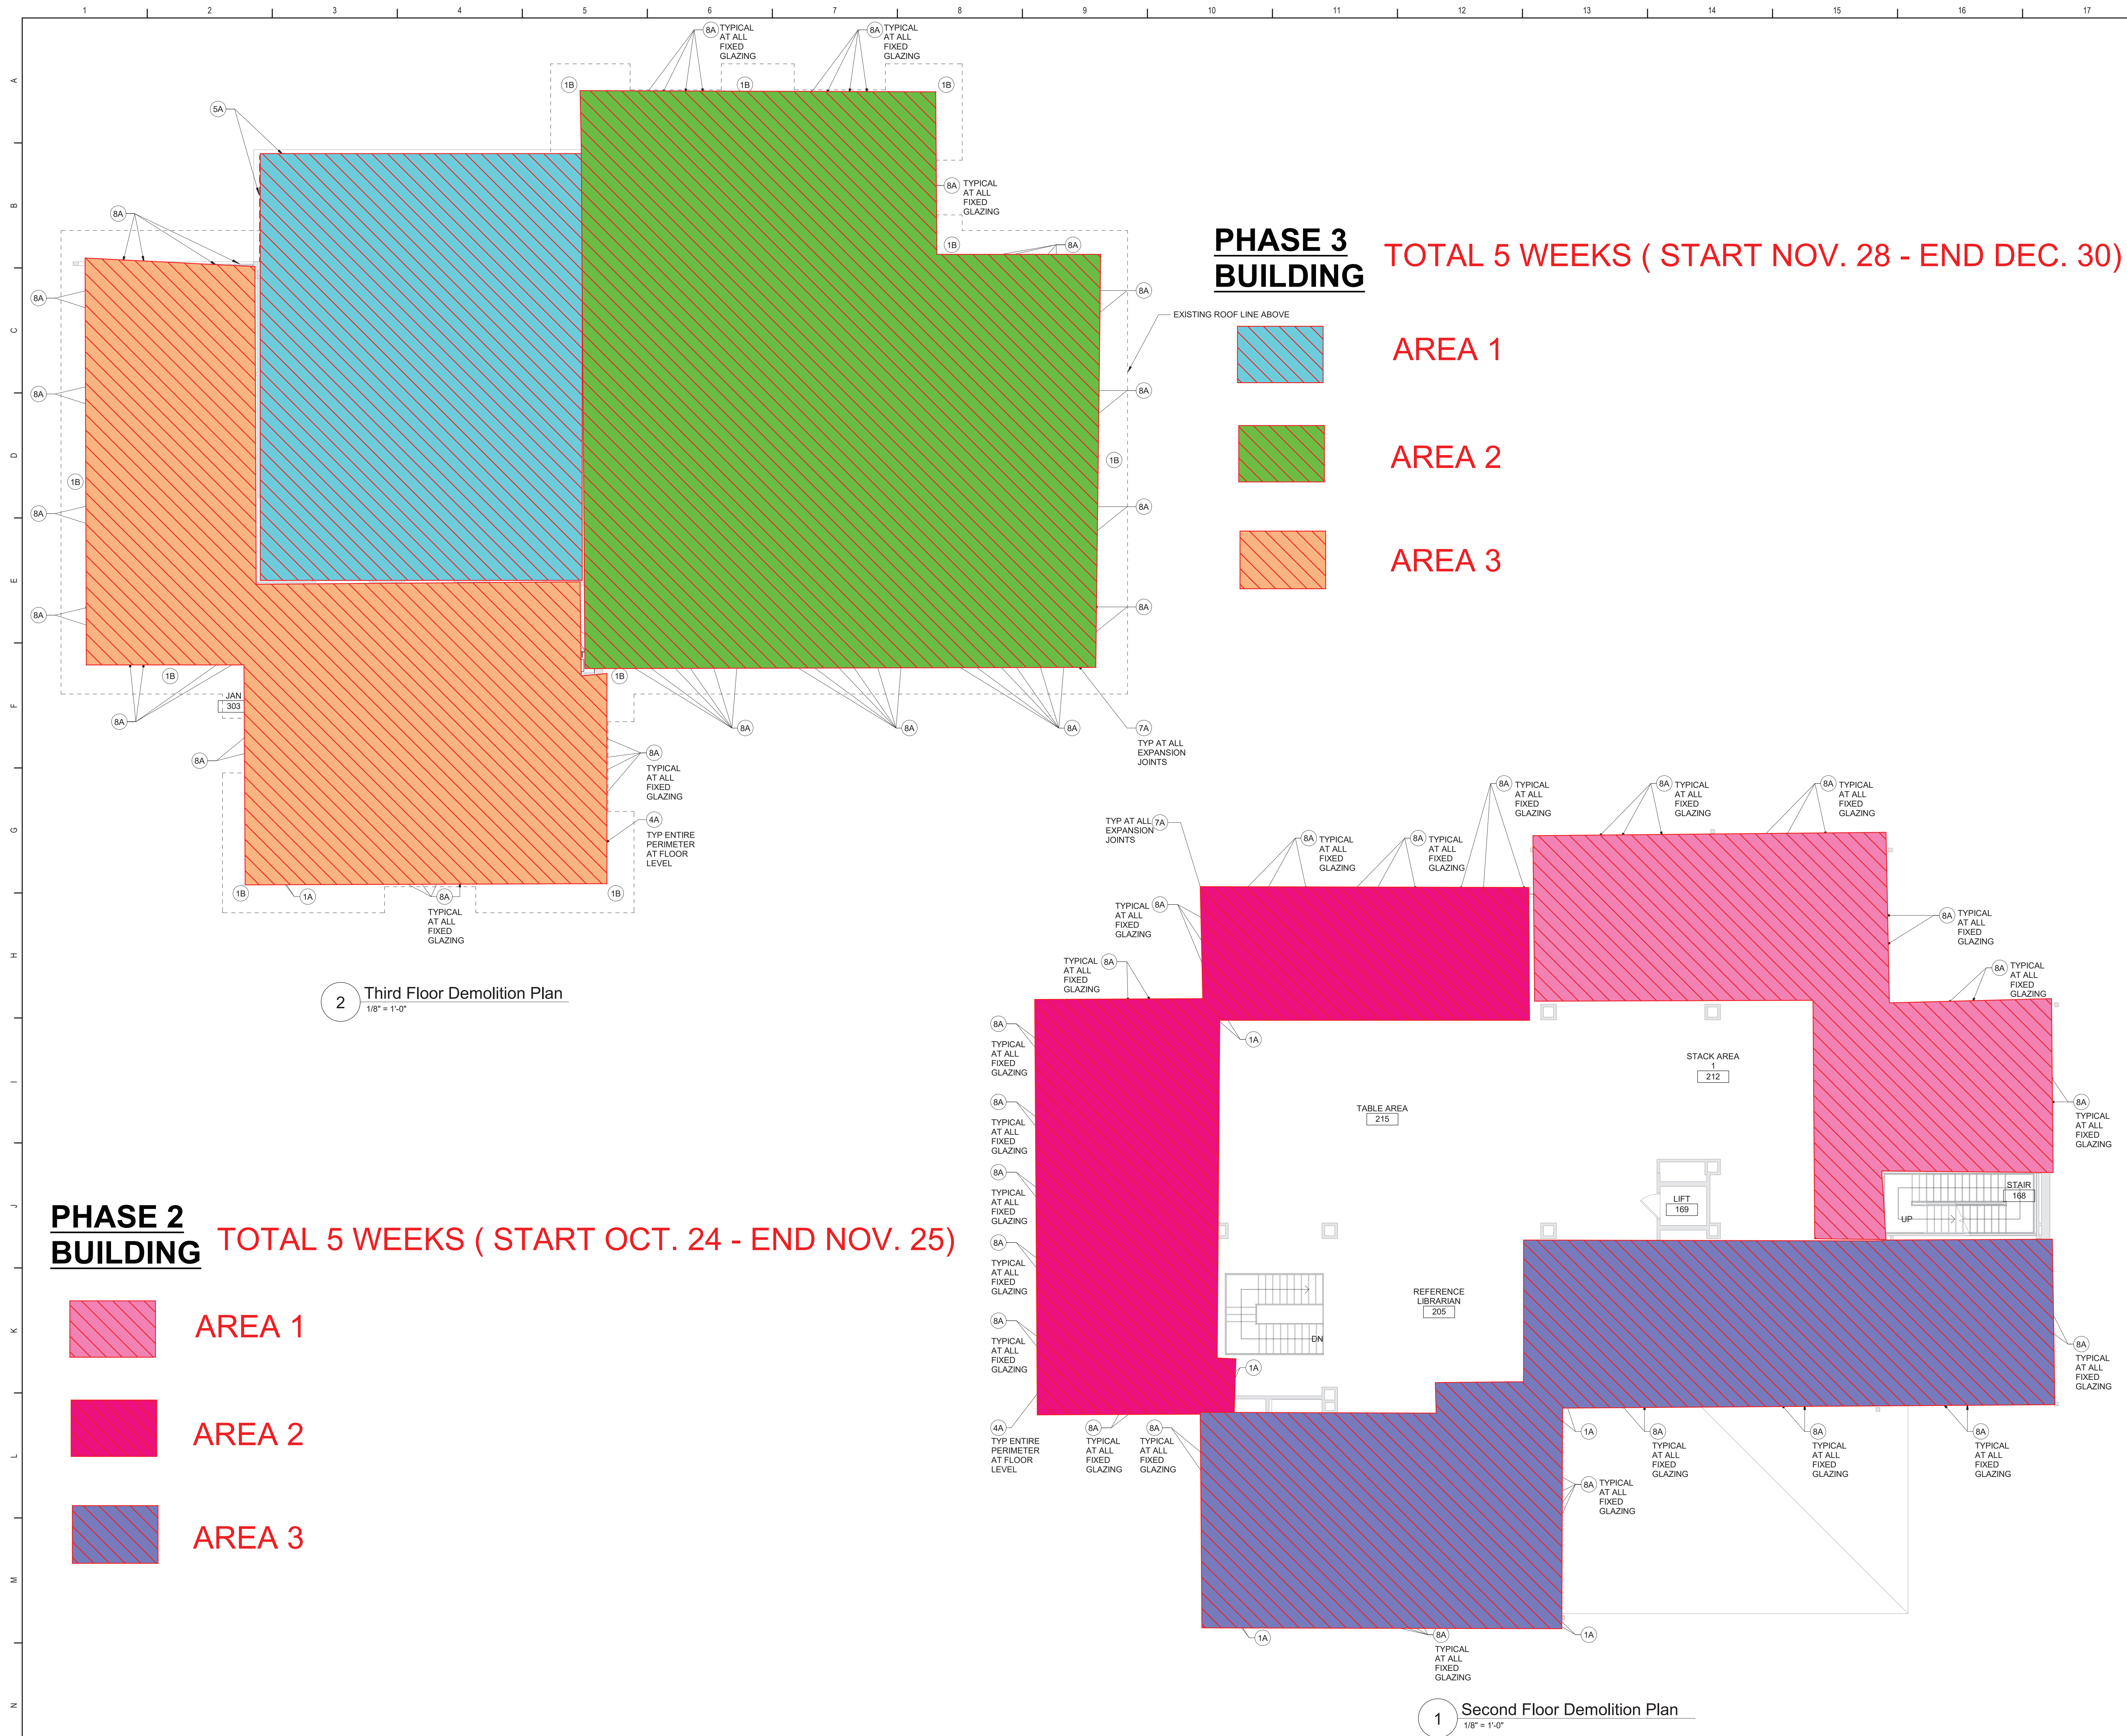 1 2 3 4 5 6 7 8 9 10 11 12 13 14 15 16 17
A
B
C
D
E
F
G
H
I
J
K
L
M
N
8A TYPICAL
AT ALL
FIXED
GLAZING
8A TYPICAL
AT ALL
FIXED
GLAZING
1B
1B
1B
5A
8A TYPICAL
AT ALL
FIXED
GLAZING
8A
1B
8A
8A
8A
EXISTING ROOF LINE ABOVE
8A
8A
1B
1B
8A
8A
8A
8A
1B
1B
JAN
303
8A
8A
8A
8A
8A
7A
TYP AT ALL
EXPANSION
JOINTS
8A
TYPICAL
AT ALL
FIXED
GLAZING
4A
TYP ENTIRE
PERIMETER
AT FLOOR
LEVEL
1B
1A
8A
TYPICAL
AT ALL
FIXED
GLAZING
1B
2
Third Floor Demolition Plan
1/8" = 1'-0"
PHASE 3
BUILDING
TOTAL 5 WEEKS ( START NOV. 28 - END DEC. 30)
AREA 1
AREA 2
AREA 3
PHASE 2
BUILDING
TOTAL 5 WEEKS ( START OCT. 24 - END NOV. 25)
AREA 1
AREA 2
AREA 3
8A TYPICAL
AT ALL
FIXED
GLAZING
8A TYPICAL
AT ALL
FIXED
GLAZING
8A TYPICAL
AT ALL
FIXED
GLAZING
TYP AT ALL 7A
EXPANSION
JOINTS
8A TYPICAL
AT ALL
FIXED
GLAZING
8A TYPICAL
AT ALL
FIXED
GLAZING
TYPICAL 8A
AT ALL
FIXED
GLAZING
8A TYPICAL
AT ALL
FIXED
GLAZING
TYPICAL 8A
AT ALL
FIXED
GLAZING
8A TYPICAL
AT ALL
FIXED
GLAZING
8A
TYPICAL
AT ALL
FIXED
GLAZING
1A
STACK AREA
1
212
TABLE AREA
215
8A
TYPICAL
AT ALL
FIXED
GLAZING
8A
TYPICAL
AT ALL
FIXED
GLAZING
8A
TYPICAL
AT ALL
FIXED
GLAZING
LIFT
169
STAIR
168
UP
8A
TYPICAL
AT ALL
FIXED
GLAZING
REFERENCE
LIBRARIAN
205
DN
8A
TYPICAL
AT ALL
FIXED
GLAZING
8A
TYPICAL
AT ALL
FIXED
GLAZING
1A
4A
TYP ENTIRE
PERIMETER
AT FLOOR
LEVEL
8A
TYPICAL
AT ALL
FIXED
GLAZING
8A
TYPICAL
AT ALL
FIXED
GLAZING
1A
8A
TYPICAL
AT ALL
FIXED
GLAZING
8A
TYPICAL
AT ALL
FIXED
GLAZING
8A
TYPICAL
AT ALL
FIXED
GLAZING
8A TYPICAL
AT ALL
FIXED
GLAZING
1A
8A
TYPICAL
AT ALL
FIXED
GLAZING
1A
1
Second Floor Demolition Plan
1/8" = 1'-0"